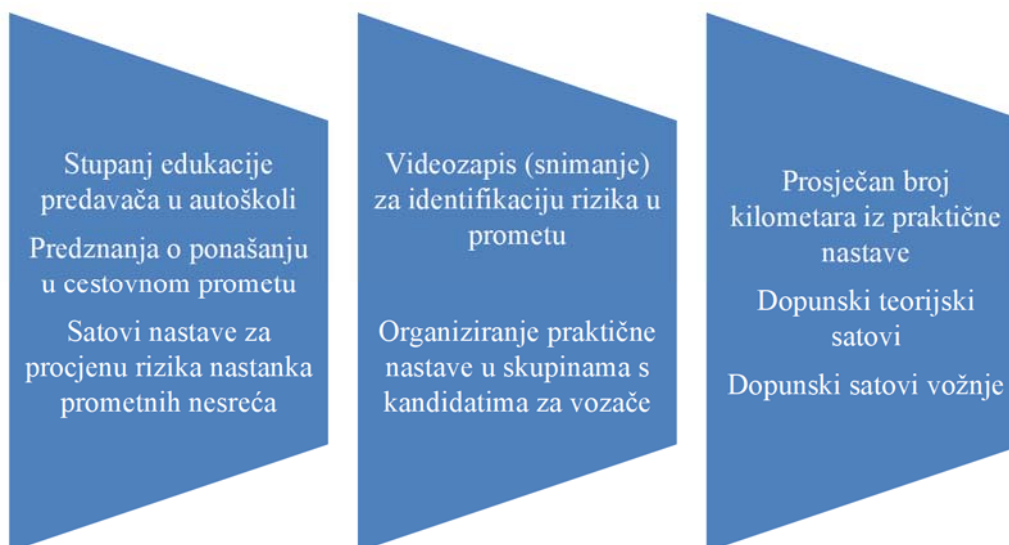 Stupanj edukacije
predavača u autoškoli
Predznanja o ponašanju
u cestovnom prometu
Satovi nastave za
procjenu rizika nastanka
prometnih nesreća
Videozapis (snimanje)
za identifikaciju rizika u
prometu
Organiziranje praktične
nastave u skupinama s
kandidatima za vozače
Prosječan broj
kilometara iz praktične
nastave
Dopunski teorijski
satovi
Dopunski satovi vožnje